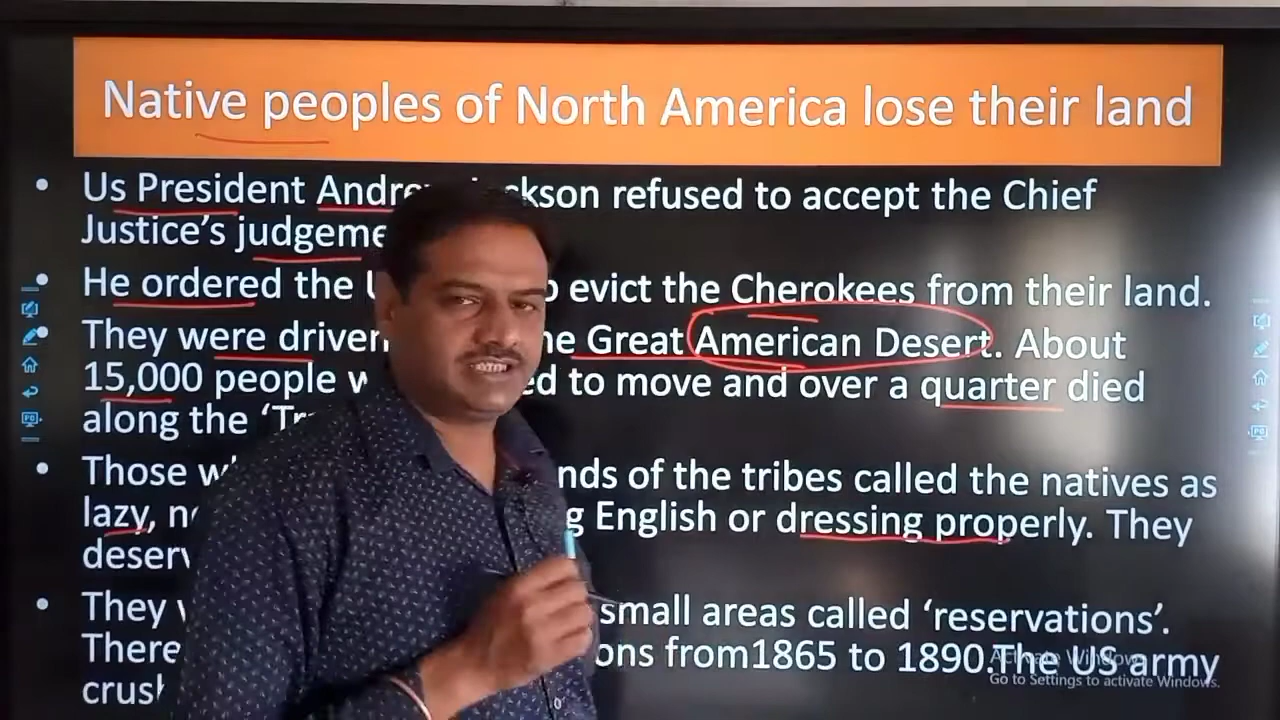 Native peoples of North America lose their land
• Us President Andre ckson refused to accept the Chief
Justice's judgeme
• He ordered the U o evict the Cherokees from their land.
• They were driven ne Great American Desert. About
15,000 people w ed to move and over a quarter died
along the 'Tr
• Those w nds of the tribes called the natives as
lazy, n g English or dressing properly. They
deserv
• They small areas called 'reservations'.
There ons from1865 to 1890.The US army
crush
Activate Windows
Go to Settings to activate Windows.